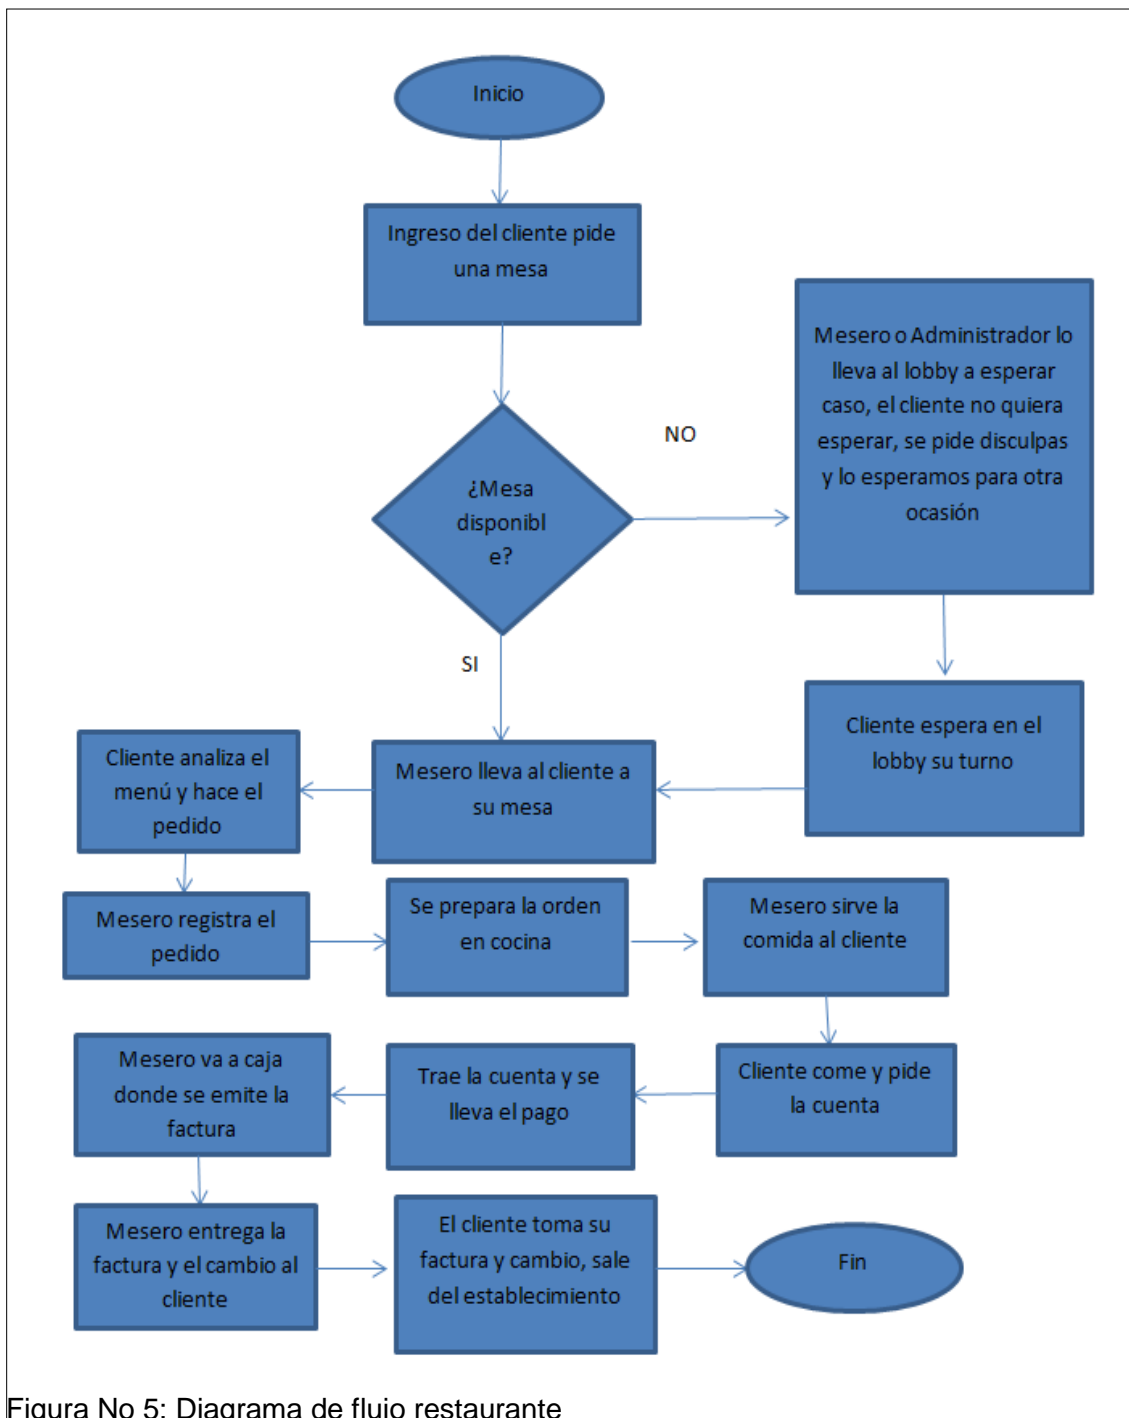 Inicio
Ingreso del cliente pide
una mesa
Mesero o Administrador lo
lleva al lobby a esperar
caso, el cliente no quiera
esperar, se pide disculpas
y lo esperamos para otra
ocasión
NO
¿Mesa
disponibl
e?
SI
Cliente espera en el
lobby su turno
Mesero lleva al cliente a
su mesa
Cliente analiza el
menú y hace el
pedido
Mesero registra el
pedido
Se prepara la orden
en cocina
Mesero sirve la
comida al cliente
Cliente come y pide
la cuenta
Trae la cuenta y se
lleva el pago
Mesero va a caja
donde se emite la
factura
Mesero entrega la
factura y el cambio al
cliente
El cliente toma su
factura y cambio, sale
del establecimiento
Fin
Figura No 5: Diagrama de flujo restaurante